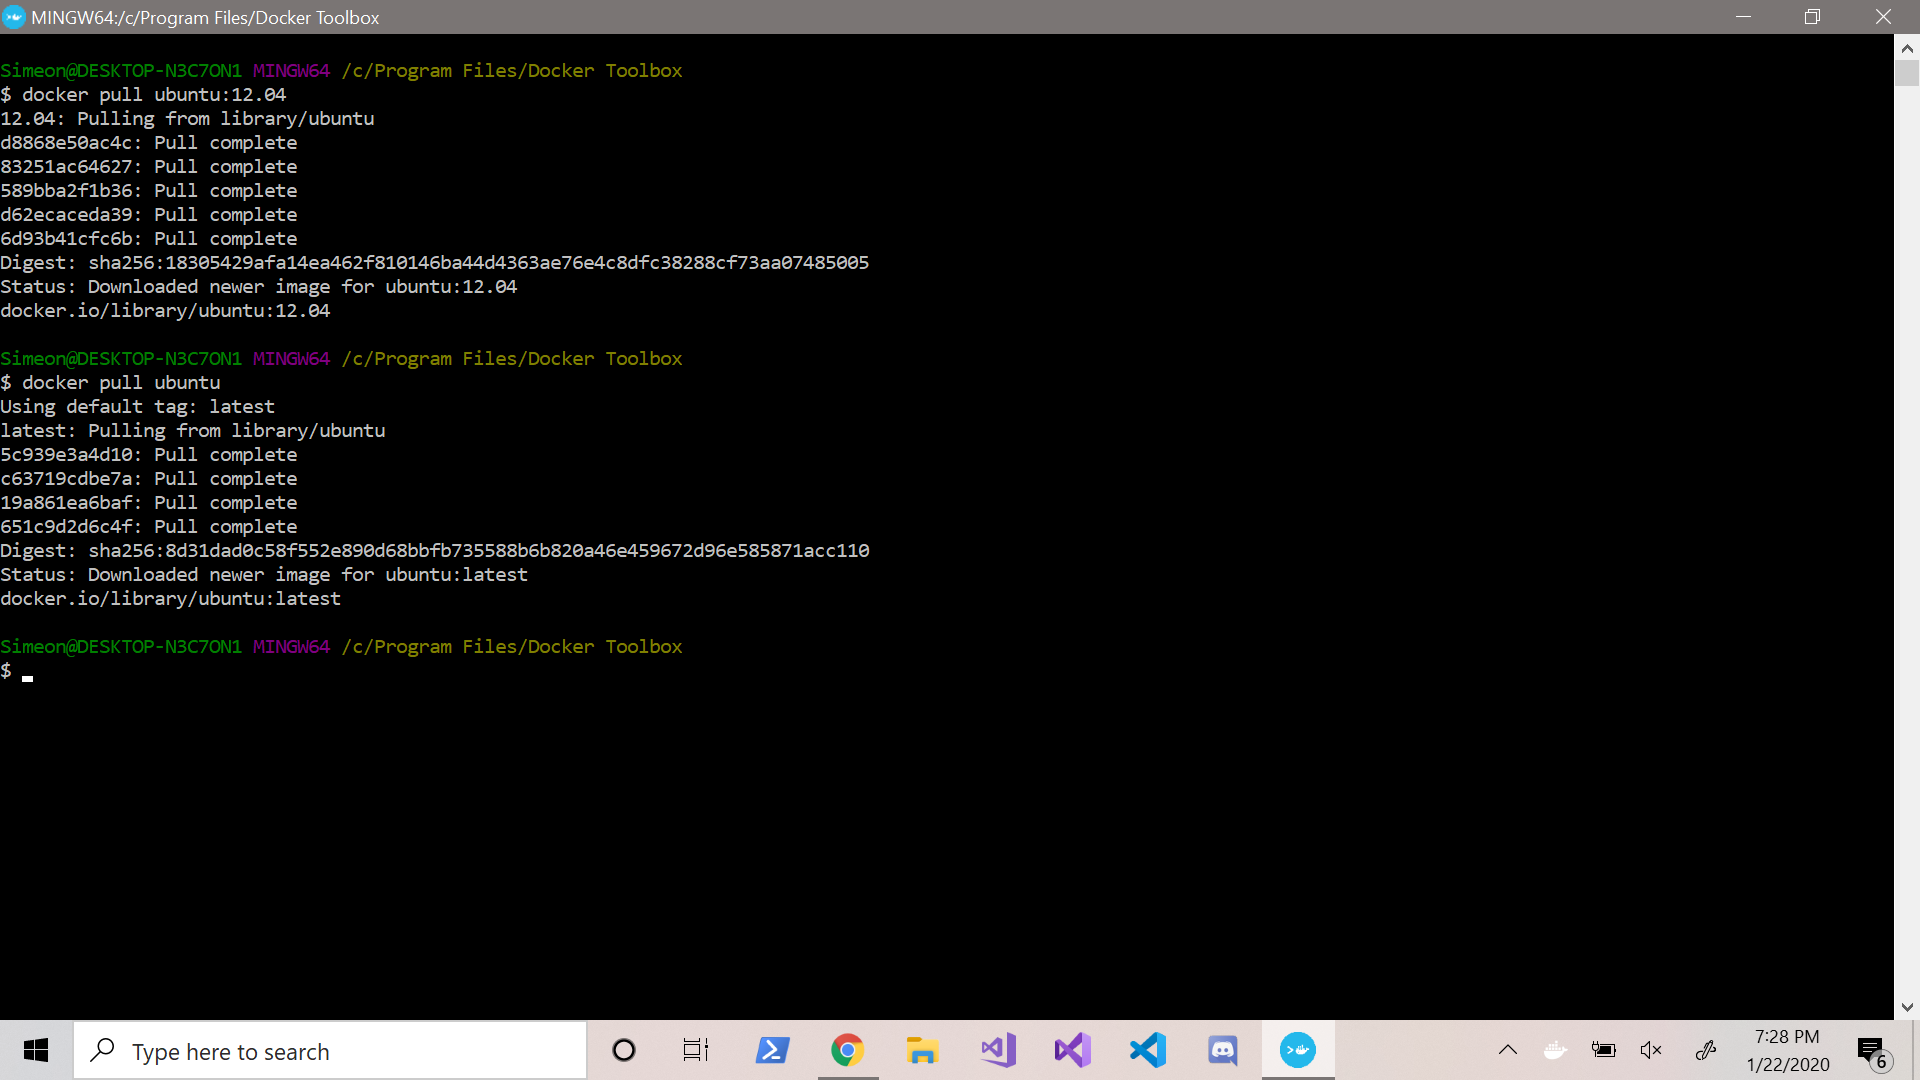 MINGW64:/c/Program Files/Docker Toolbox
Simeon@DESKTOP-N3C7ON1 MINGW64 /c/Program Files/Docker Toolbox
$ docker pull ubuntu:12.04
12.04: Pulling from library/ubuntu
d8868e50ac4c: Pull complete
83251ac64627: Pull complete
589bba2f1b36: Pull complete
d62ecaceda39: Pull complete
6d93b41cfc6b: Pull complete
Digest: sha256:18305429afa14ea462f810146ba44d4363ae76e4c8dfc38288cf73aa07485005
Status: Downloaded newer image for ubuntu:12.04
docker.io/library/ubuntu:12.04
Simeon@DESKTOP-N3C7ON1 MINGW64 /c/Program Files/Docker Toolbox
$ docker pull ubuntu
Using default tag: latest
latest: Pulling from library/ubuntu
5c939e3a4d10: Pull complete
c63719cdbe7a: Pull complete
19a861ea6baf: Pull complete
651c9d2d6c4f: Pull complete
Digest: sha256:8d31dad0c58f552e890d68bbfb735588b6b820a46e459672d96e585871acc110
Status: Downloaded newer image for ubuntu:latest
docker.io/library/ubuntu:latest
Simeon@DESKTOP-N3C7ON1 MINGW64 /c/Program Files/Docker Toolbox
$
Type here to search
7:28 PM
1/22/2020
6